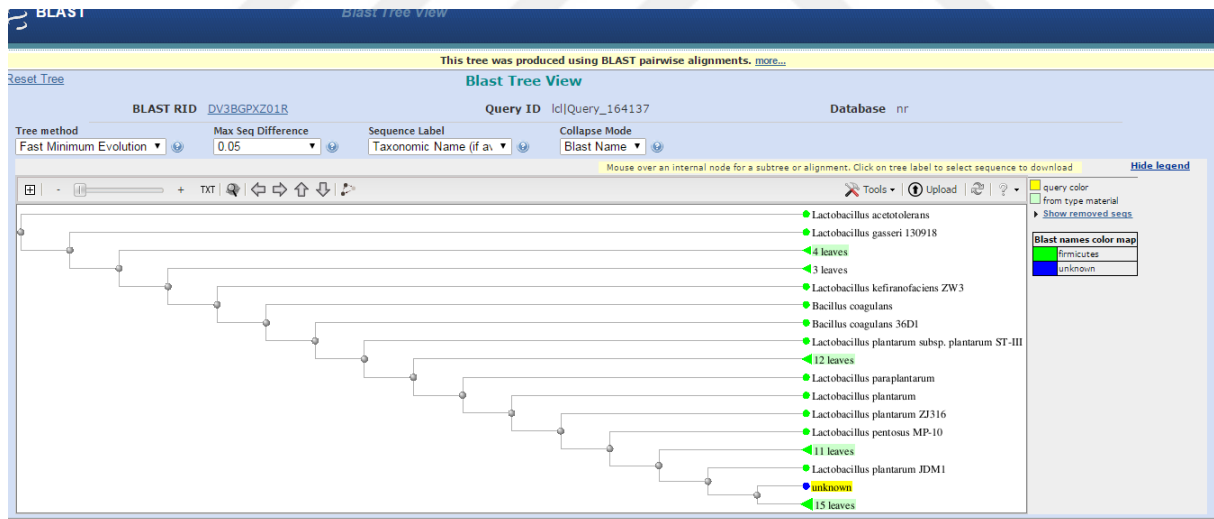 BLAST Blast Tree View
This tree was produced using BLAST pairwise alignments. more...
Reset Tree Blast Tree View
BLAST RID DV3BGPXZ01R Query ID lcl|Query_164137 Database nr
Tree method Max Seq Difference Sequence Label Collapse Mode
Fast Minimum Evolution 0.05 Taxonomic Name (if av Blast Name
Mouse over an internal node for a subtree or alignment. Click on tree label to select sequence to download Hide legend
- + TXT Tools Upload ?
query color
from type material
Show removed seqs
Blast names color map
firmicutes
unknown
Lactobacillus acetotolerans
Lactobacillus gasseri 130918
4 leaves
3 leaves
Lactobacillus kefiranofaciens ZW3
Bacillus coagulans
Bacillus coagulans 36D1
Lactobacillus plantarum subsp. plantarum ST-III
12 leaves
Lactobacillus paraplantarum
Lactobacillus plantarum
Lactobacillus plantarum ZJ316
Lactobacillus pentosus MP-10
11 leaves
Lactobacillus plantarum JDM1
unknown
15 leaves